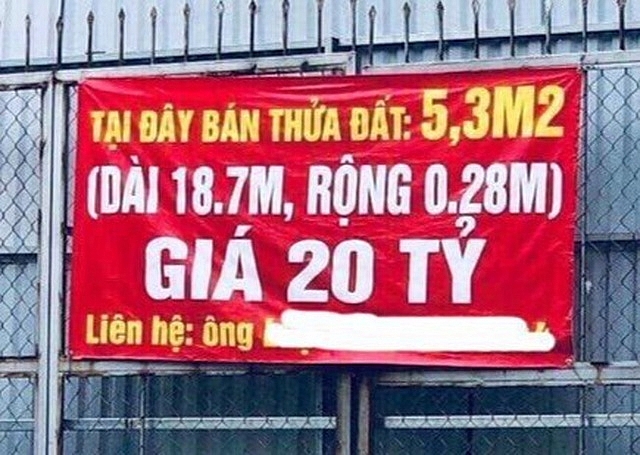 TẠI ĐÂY BÁN THỬA ĐẤT: 5,3M2
(DÀI 18.7M, RỘNG 0.28M)
GIÁ 20 TỶ
Liên hệ: ông